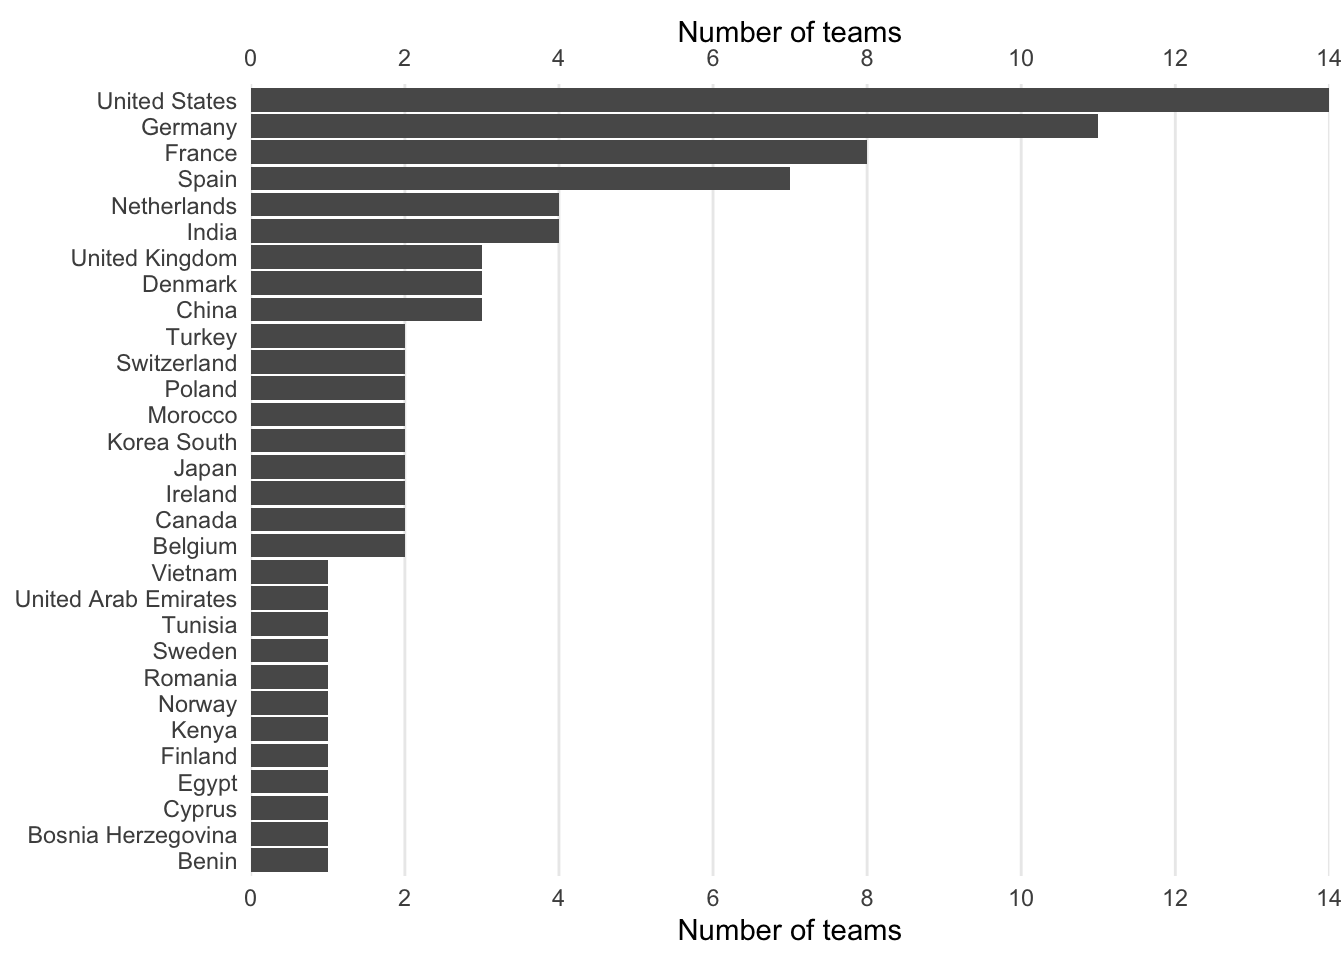 Number of teams
0 2 4 6 8 10 12 14
United States
Germany
France
Spain
Netherlands
India
United Kingdom
Denmark
China
Turkey
Switzerland
Poland
Morocco
Korea South
Japan
Ireland
Canada
Belgium
Vietnam
United Arab Emirates
Tunisia
Sweden
Romania
Norway
Kenya
Finland
Egypt
Cyprus
Bosnia Herzegovina
Benin
0 2 4 6 8 10 12 14
Number of teams